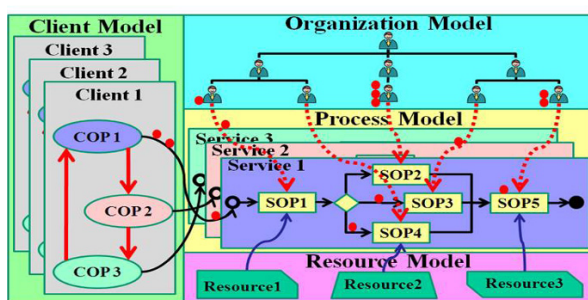 Client Model
Client 3
Client 2
Client 1
COP 1
COP 2
COP 3
Organization Model
Process Model
Service 3
Service 2
Service 1
SOP1
SOP2
SOP3
SOP4
SOP5
Resource Model
Resource1
Resource2
Resource3